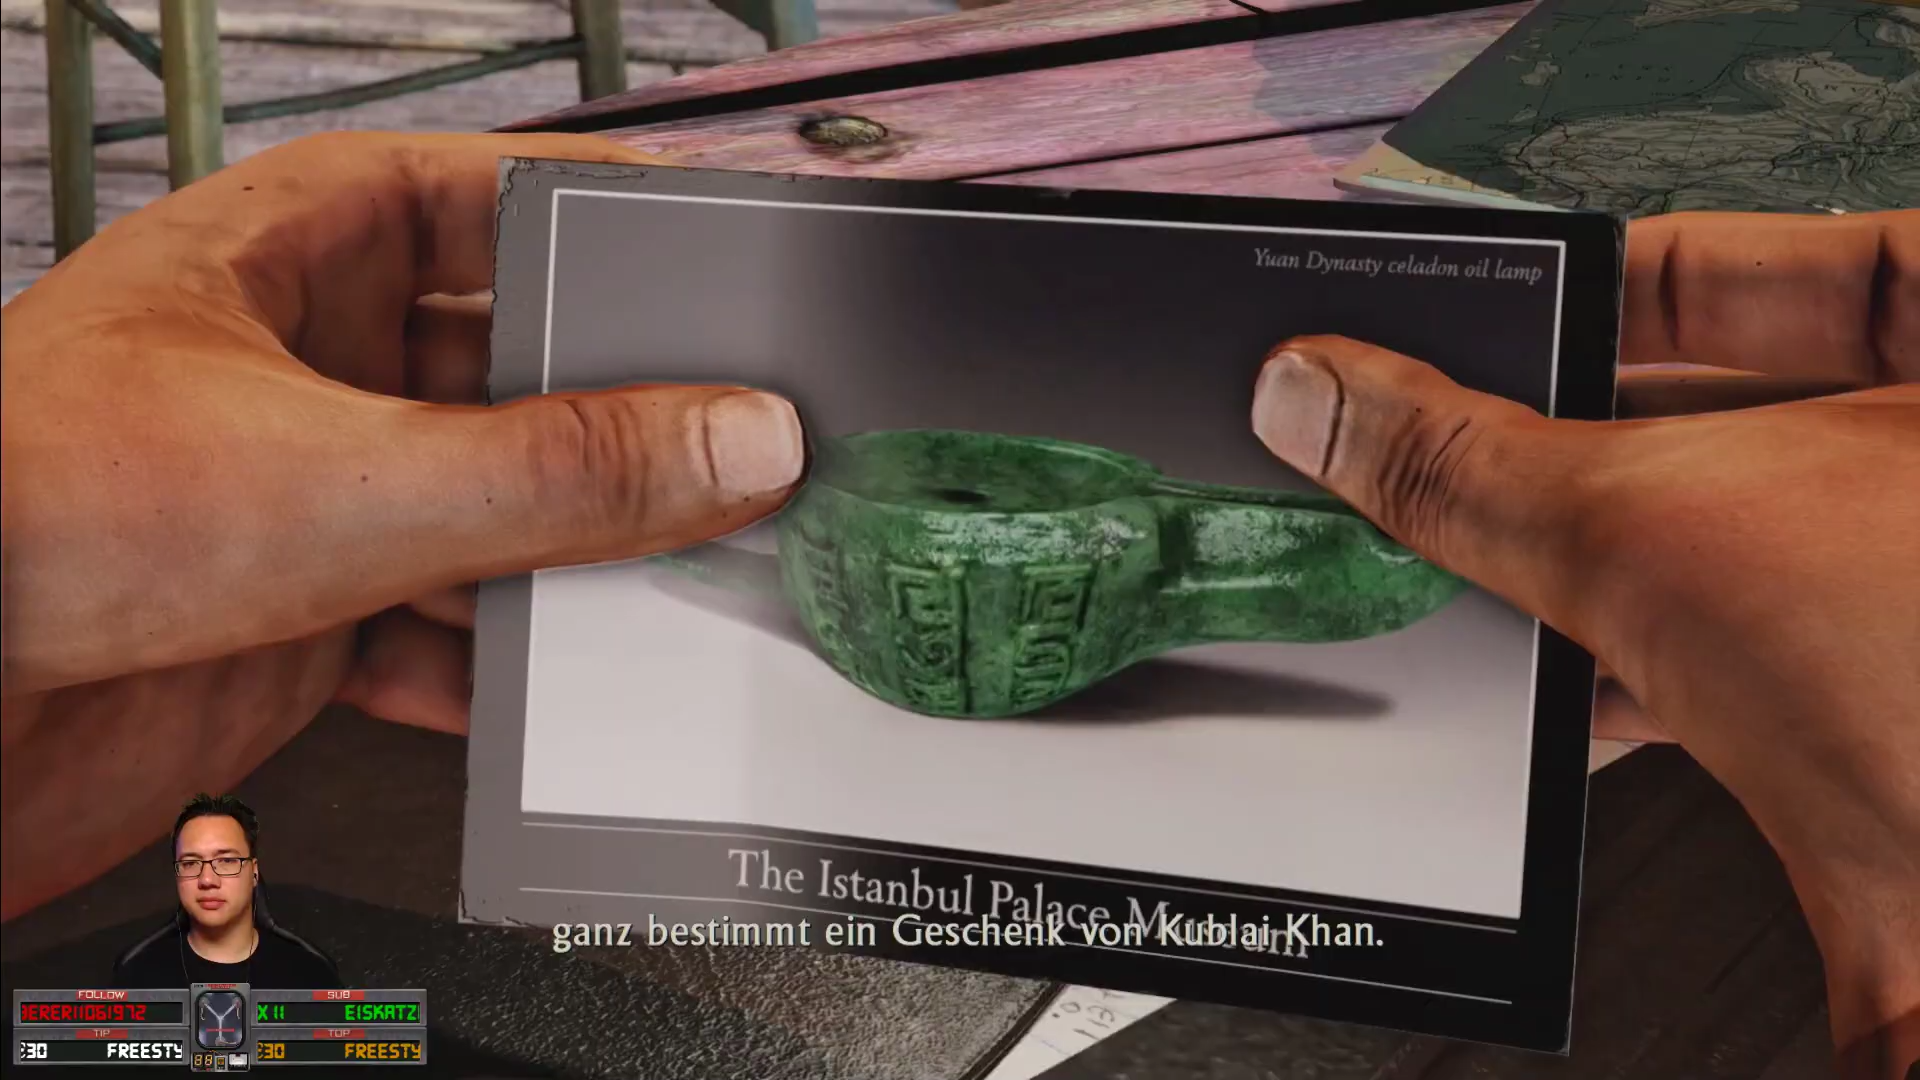 Yuan Dynasty celadon oil lamp
The Istanbul Palace Museum
ganz bestimmt ein Geschenk von Kublai Khan.
FOLLOW
SUB
X11
EISKATZ
TIP
TOP
FREESTY
FREESTY